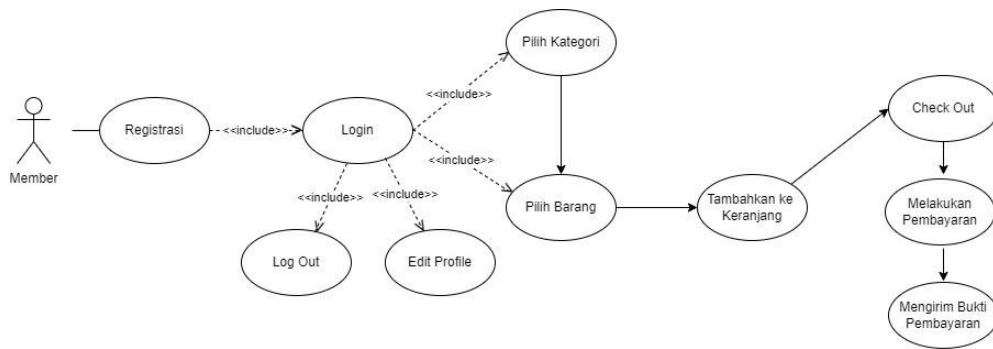 Pilih Kategori
<<include>>
Check Out
Registrasi
<<include>>
Login
Member
<<include>>
<<include>>
<<include>>
Pilih Barang
Tambahkan ke
Keranjang
Melakukan
Pembayaran
Log Out
Edit Profile
Mengirim Bukti
Pembayaran